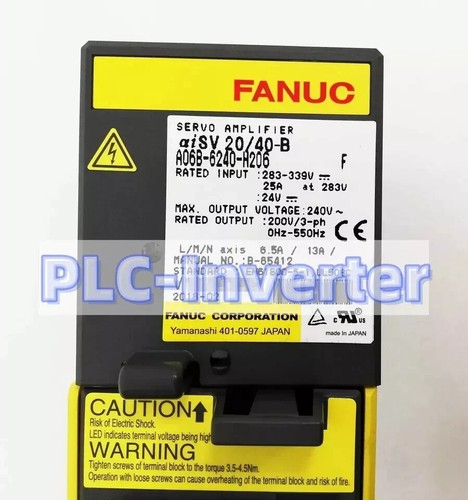 FANUC
SERVO AMPLIFIER
αiSV 20/40-B
A06B-6240-H206 F
RATED INPUT :283-339V ⎓
25A at 283V
:24V ⎓
MAX. OUTPUT VOLTAGE:240V ~
RATED OUTPUT :200V/3-ph
0Hz-550Hz
CE
L/M/N axis 6.5A / 13A /
MANUAL NO.:B-65412
PLC-Inverter
FANUC CORPORATION
Yamanashi 401-0597 JAPAN
Made in JAPAN
CAUTION
Risk of Electric Shock.
LED indicates terminal voltage being high
WARNING
Tighten screws of terminal block to the torque 3.5-4.5Nm.
Operation with loose screws can cause overheated terminal block and risk of fire.